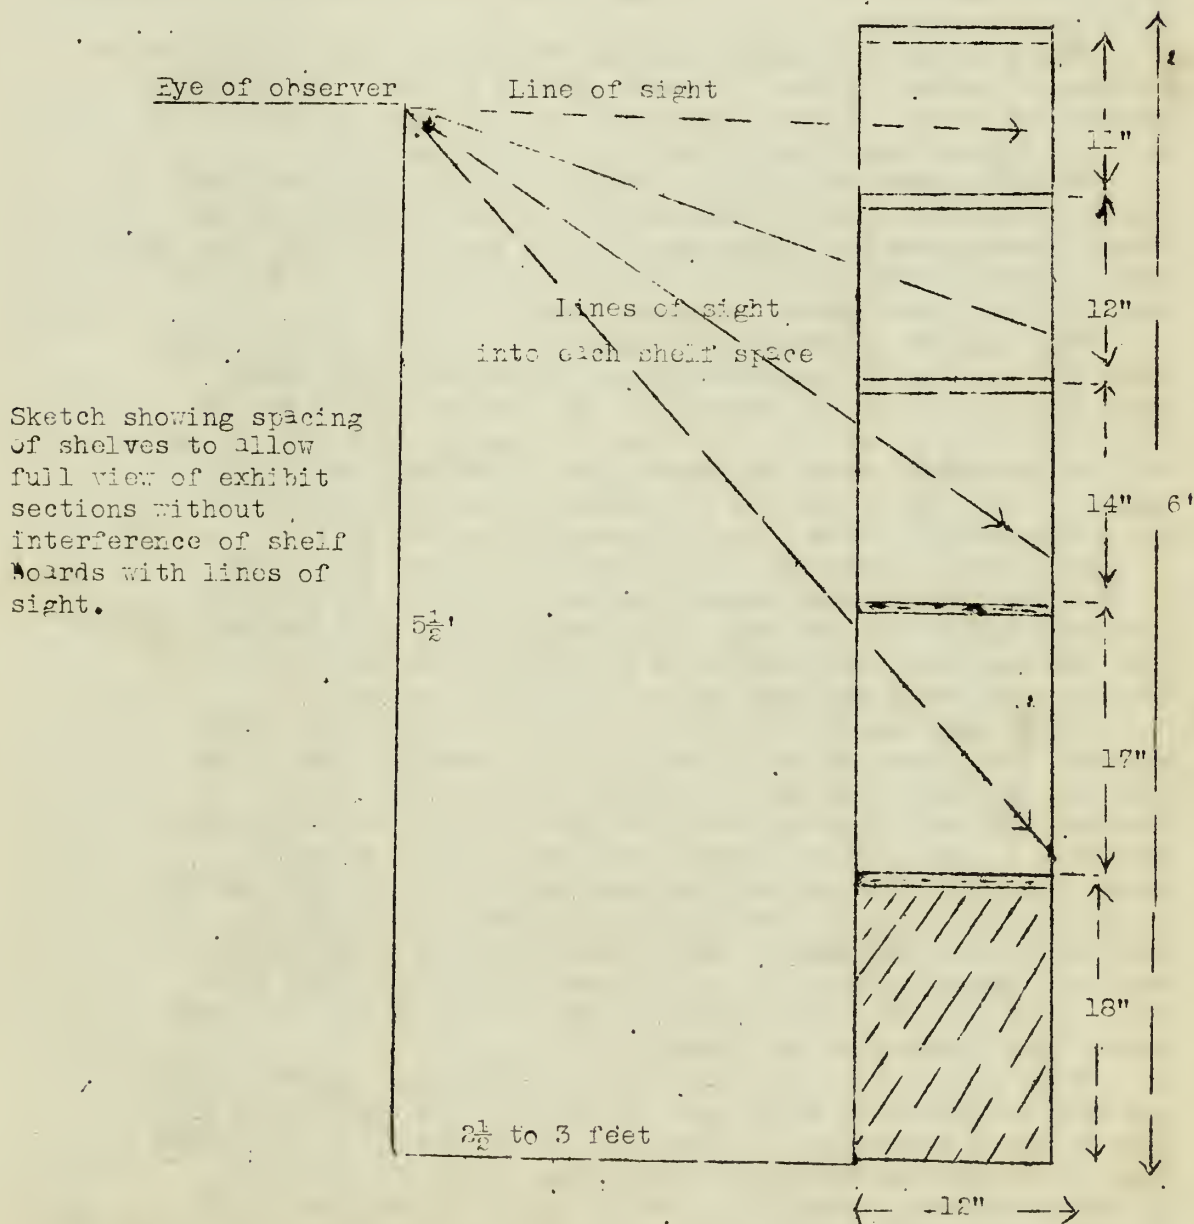 Eye of observer
Line of sight
11"
Lines of sight
into each shelf space
12"
Sketch showing spacing
of shelves to allow
full view of exhibit
sections without
interference of shelf
boards with lines of
sight.
14"
6'
5½'
17"
18"
2½ to 3 feet
12"